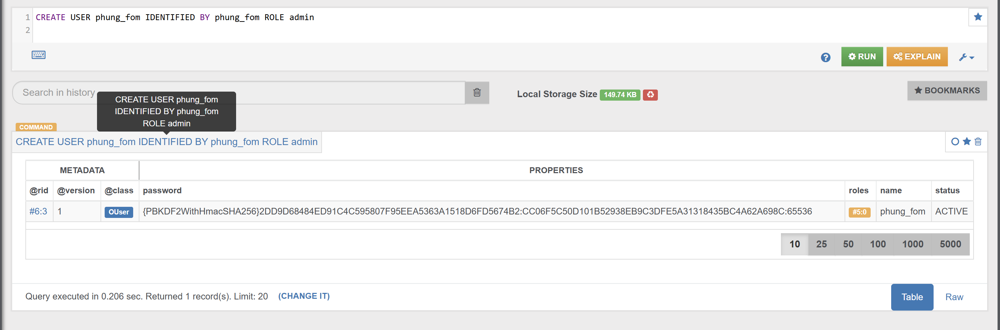 1 CREATE USER phung_fom IDENTIFIED BY phung_fom ROLE admin
2
? RUN EXPLAIN
Search in history
Local Storage Size 149.74 KB
BOOKMARKS
CREATE USER phung_fom
IDENTIFIED BY phung_fom
ROLE admin
COMMAND
CREATE USER phung_fom IDENTIFIED BY phung_fom ROLE admin
METADATA PROPERTIES
@rid @version @class password roles name status
#6:3 1 OUser {PBKDF2WithHmacSHA256}2DD9D68484ED91C4C595807F95EEA5363A1518D6FD5674B2:CC06F5C50D101B52938EB9C3DFE5A31318435BC4A62A698C:65536 #5:0 phung_fom ACTIVE
10 25 50 100 1000 5000
Query executed in 0.206 sec. Returned 1 record(s). Limit: 20 (CHANGE IT)
Table Raw